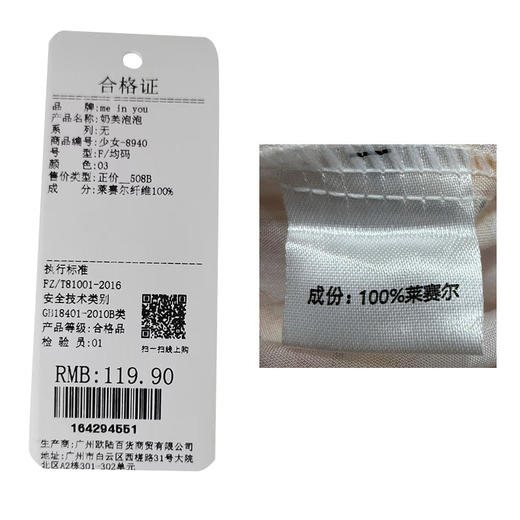 合格证
品 牌:me in you
产品名称:奶芙泡泡
系 列:无
商品编号:少女-8940
号 型:F/均码
颜 色:03
售价类型:正价__508B
成 分:莱赛尔纤维100%
执行标准
FZ/T81001-2016
安全技术类别
GB18401-2010B类
产品等级:合格品
检 验 员:01
扫一扫线上购
RMB:119.90
164294551
生产商:广州欧陆百货商贸有限公司
地址:广州市白云区西槎路31号大院
北区A2栋301-302单元
成份: 100%莱赛尔